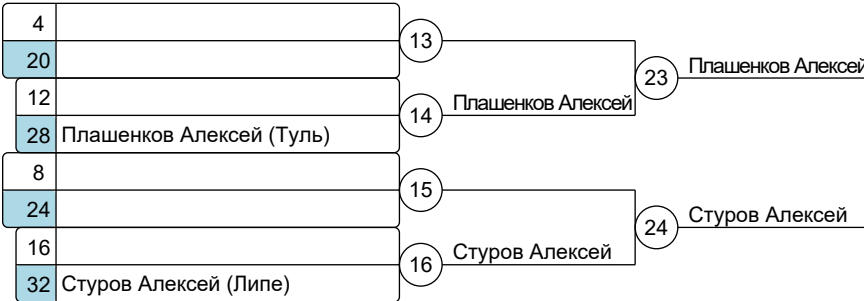 4
20
13
Плашенков Алексей
23
12
28 Плашенков Алексей (Туль)
14 Плашенков Алексей
8
24
15
Стуров Алексей
24
16
32 Стуров Алексей (Липе)
16 Стуров Алексей